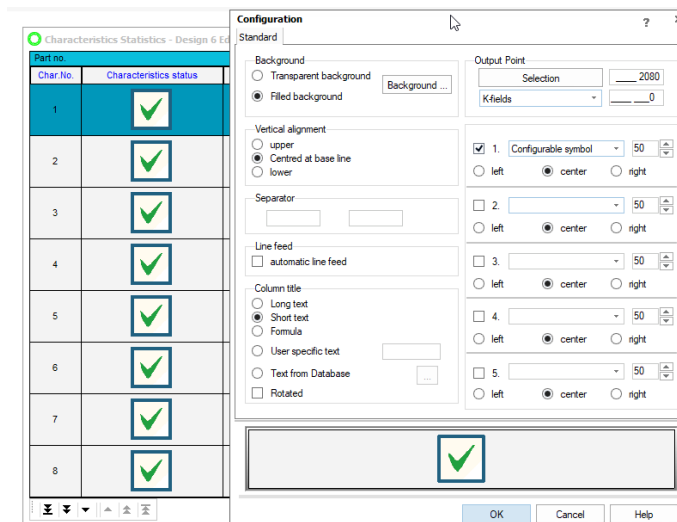 Characteristics Statistics - Design 6 Ed
Part no.
Char.No.
Characteristics status
1
2
3
4
5
6
7
8
Configuration
?
Standard
Background
Transparent background
Filled background
Background ...
Vertical alignment
upper
Centred at base line
lower
Separator
Line feed
automatic line feed
Column title
Long text
Short text
Formula
User specific text
Text from Database
...
Rotated
Output Point
Selection
____ 2080
K-fields
____ ___0
1. Configurable symbol 50
left center right
2. 50
left center right
3. 50
left center right
4. 50
left center right
5. 50
left center right
OK Cancel Help